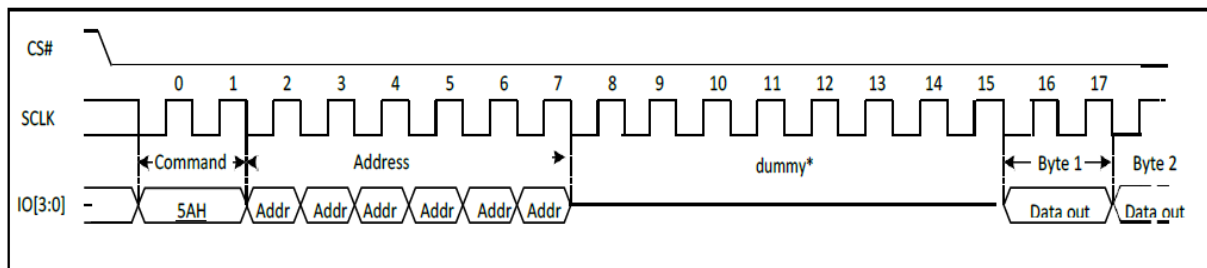 CS#
0 1 2 3 4 5 6 7 8 9 10 11 12 13 14 15 16 17
SCLK
Command Address dummy* Byte 1 Byte 2
IO[3:0] 5AH Addr Addr Addr Addr Addr Addr Data out Data out